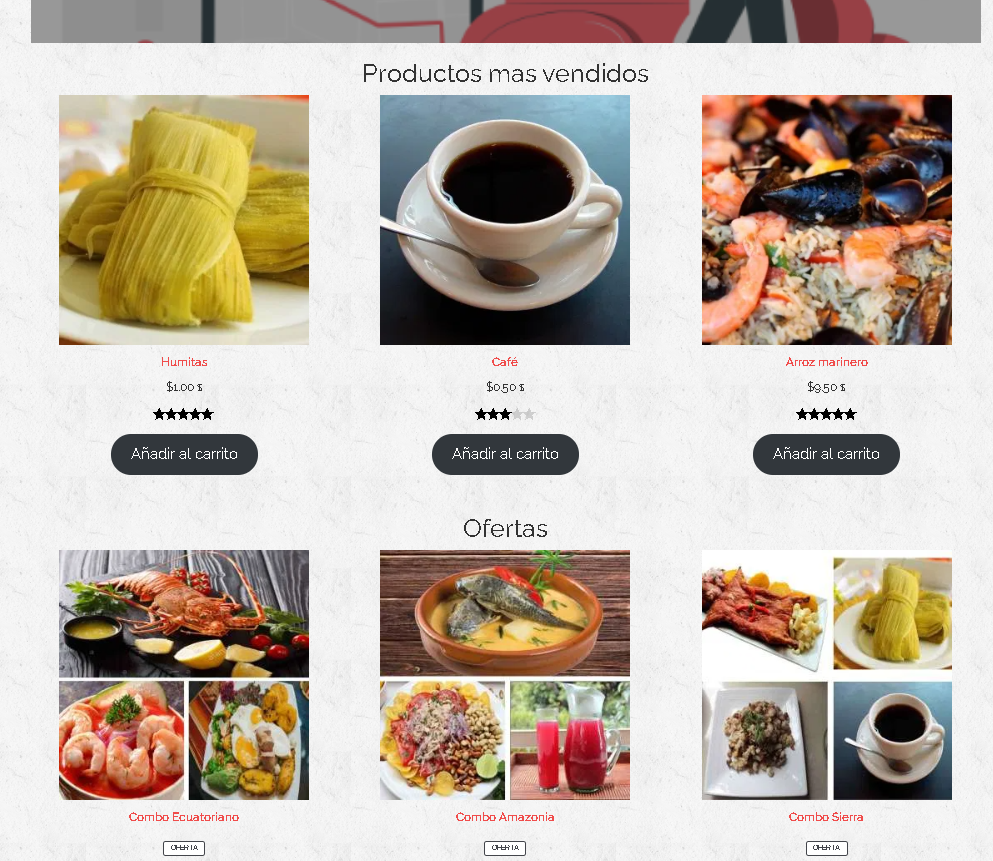 Productos mas vendidos
Humitas
Café
Arroz marinero
$1.00 $
$0.50 $
$9.50 $
Añadir al carrito
Añadir al carrito
Añadir al carrito
Ofertas
Combo Ecuatoriano
Combo Amazonia
Combo Sierra
OFERTA
OFERTA
OFERTA